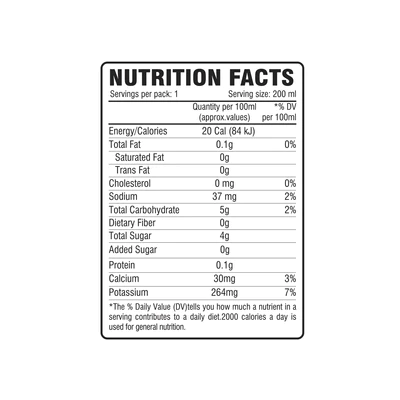 NUTRITION FACTS
Servings per pack: 1 Serving size: 200 ml
Quantity per 100ml *% DV
(approx.values) per 100ml
Energy/Calories 20 Cal (84 kJ)
Total Fat 0.1g 0%
Saturated Fat 0g
Trans Fat 0g
Cholesterol 0 mg 0%
Sodium 37 mg 2%
Total Carbohydrate 5g 2%
Dietary Fiber 0g
Total Sugar 4g
Added Sugar 0g
Protein 0.1g
Calcium 30mg 3%
Potassium 264mg 7%
*The % Daily Value (DV)tells you how much a nutrient in a
serving contributes to a daily diet.2000 calories a day is
used for general nutrition.